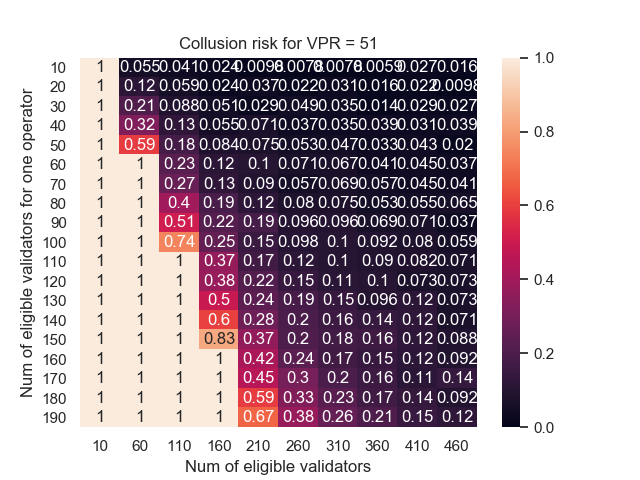 Collusion risk for VPR = 51
Num of eligible validators for one operator
10 1 0.055 0.041 0.024 0.0098 0.0078 0.0078 0.0059 0.027 0.016
20 1 0.12 0.059 0.024 0.037 0.022 0.031 0.016 0.022 0.0098
30 1 0.21 0.088 0.051 0.029 0.049 0.035 0.014 0.029 0.027
40 1 0.32 0.13 0.055 0.071 0.037 0.035 0.039 0.031 0.039
50 1 0.59 0.18 0.084 0.075 0.053 0.047 0.033 0.043 0.02
60 1 1 0.23 0.12 0.1 0.071 0.067 0.041 0.045 0.037
70 1 1 0.27 0.13 0.09 0.057 0.069 0.057 0.045 0.041
80 1 1 0.4 0.19 0.12 0.08 0.075 0.053 0.055 0.065
90 1 1 0.51 0.22 0.19 0.096 0.096 0.069 0.071 0.037
100 1 1 0.74 0.25 0.15 0.098 0.1 0.092 0.08 0.059
110 1 1 1 0.37 0.17 0.12 0.1 0.09 0.082 0.071
120 1 1 1 0.38 0.22 0.15 0.11 0.1 0.073 0.073
130 1 1 1 0.5 0.24 0.19 0.15 0.096 0.12 0.073
140 1 1 1 0.6 0.28 0.2 0.16 0.14 0.12 0.071
150 1 1 1 0.83 0.37 0.2 0.18 0.16 0.12 0.088
160 1 1 1 1 0.42 0.24 0.17 0.15 0.12 0.092
170 1 1 1 1 0.45 0.3 0.2 0.16 0.11 0.14
180 1 1 1 1 0.59 0.33 0.23 0.17 0.14 0.092
190 1 1 1 1 0.67 0.38 0.26 0.21 0.15 0.12
10 60 110 160 210 260 310 360 410 460
Num of eligible validators
1.0
0.8
0.6
0.4
0.2
0.0